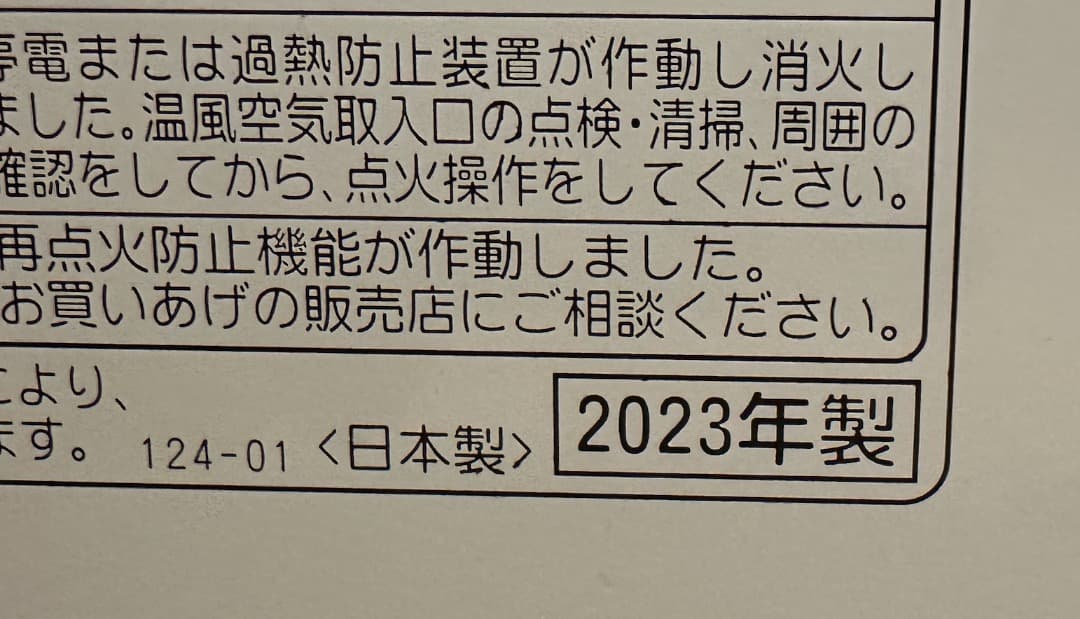 停電または過熱防止装置が作動し消火し
ました。温風空気取入口の点検・清掃、周囲の
確認をしてから、点火操作をしてください。
再点火防止機能が作動しました。
お買いあげの販売店にご相談ください。
により、
ます。 124-01 〈日本製〉 2023年製